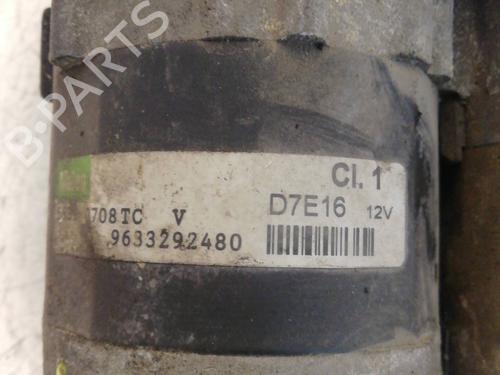 B-PARTS
Cl. 1
D7E16 12V
708TC V
9633292480